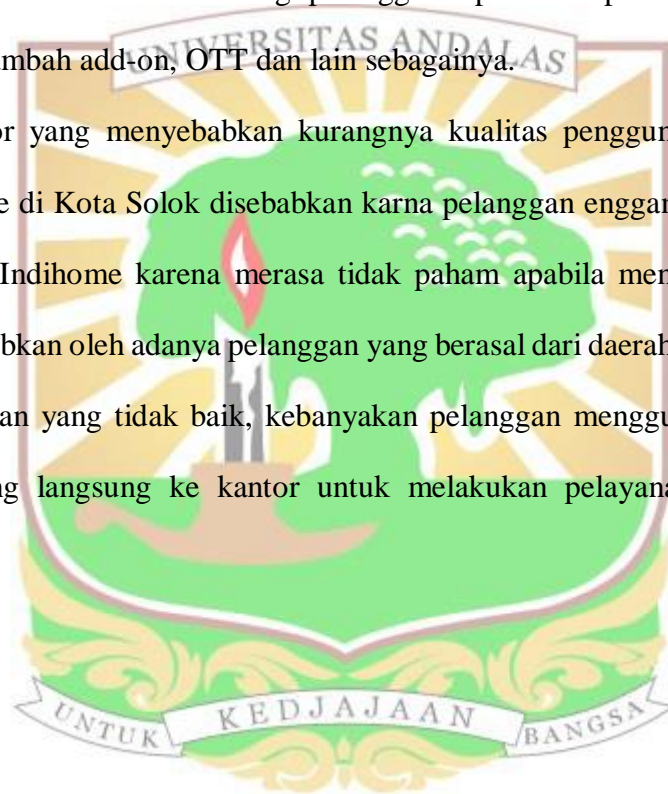 UNIVERSITAS ANDALAS
mbah add-on, OTT dan lain sebagainya.
or yang menyebabkan kurangnya kualitas penggun
e di Kota Solok disebabkan karna pelanggan enggan
Indihome karena merasa tidak paham apabila men
bkan oleh adanya pelanggan yang berasal dari daerah
an yang tidak baik, kebanyakan pelanggan menggu
ng langsung ke kantor untuk melakukan pelayana
UNTUK KEDJAJAAN BANGSA